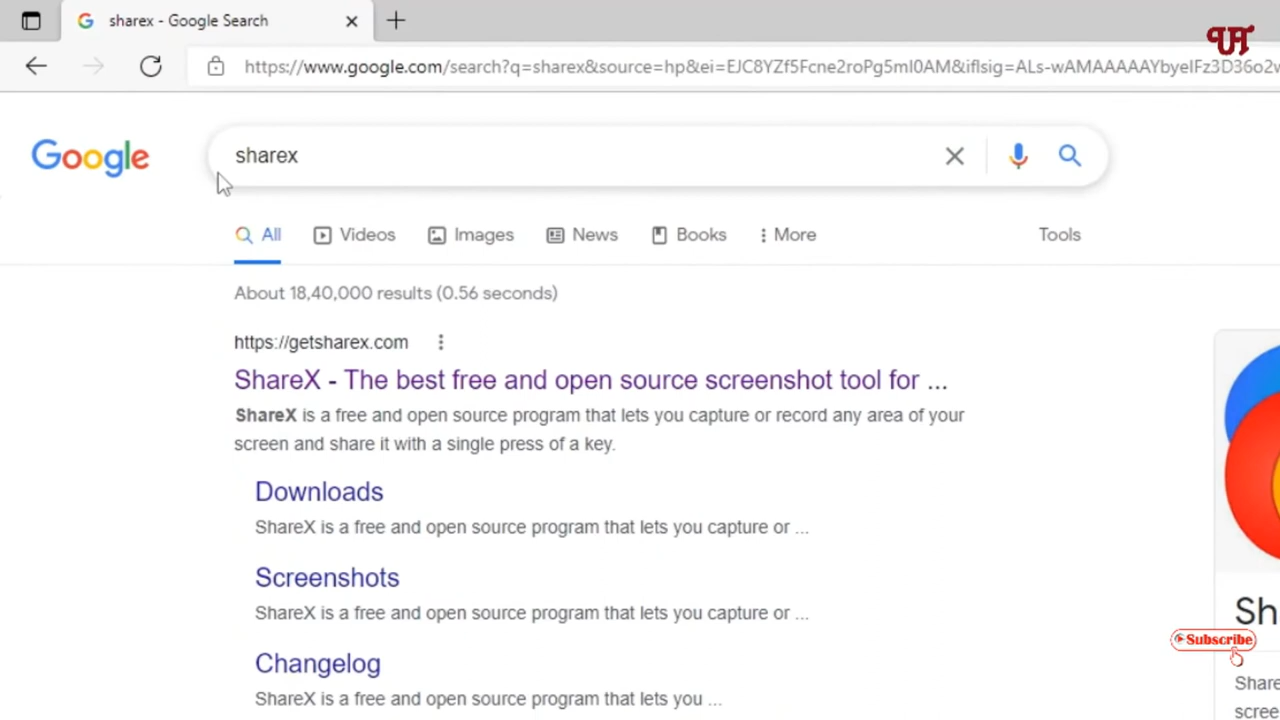 sharex - Google Search
https://www.google.com/search?q=sharex&source=hp&ei=EJC8YZf5Fcne2roPg5ml0AM&iflsig=ALs-wAMAAAAAYbyelFz3D36o2w
Google
sharex
All Videos Images News Books More Tools
About 18,40,000 results (0.56 seconds)
https://getsharex.com
ShareX - The best free and open source screenshot tool for ...
ShareX is a free and open source program that lets you capture or record any area of your
screen and share it with a single press of a key.
Downloads
ShareX is a free and open source program that lets you capture or ...
Screenshots
ShareX is a free and open source program that lets you capture or ...
Changelog
ShareX is a free and open source program that lets you ...
Sh
Subscribe
Share
scree